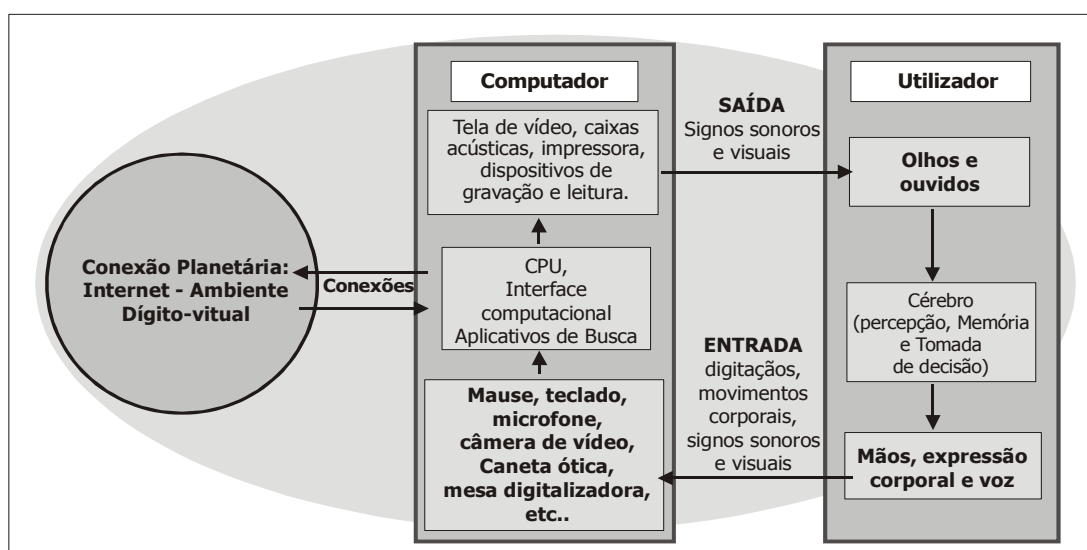 Computador
Tela de vídeo, caixas
acústicas, impressora,
dispositivos de
gravação e leitura.
CPU,
Interface
computacional
Aplicativos de Busca
Mause, teclado,
microfone,
câmera de vídeo,
Caneta ótica,
mesa digitalizadora,
etc..
Conexão Planetária:
Internet - Ambiente
Dígito-vitual
Conexões
SAÍDA
Signos sonoros
e visuais
ENTRADA
digitações,
movimentos
corporais,
signos sonoros
e visuais
Utilizador
Olhos e
ouvidos
Cérebro
(percepção, Memória
e Tomada
de decisão)
Mãos, expressão
corporal e voz